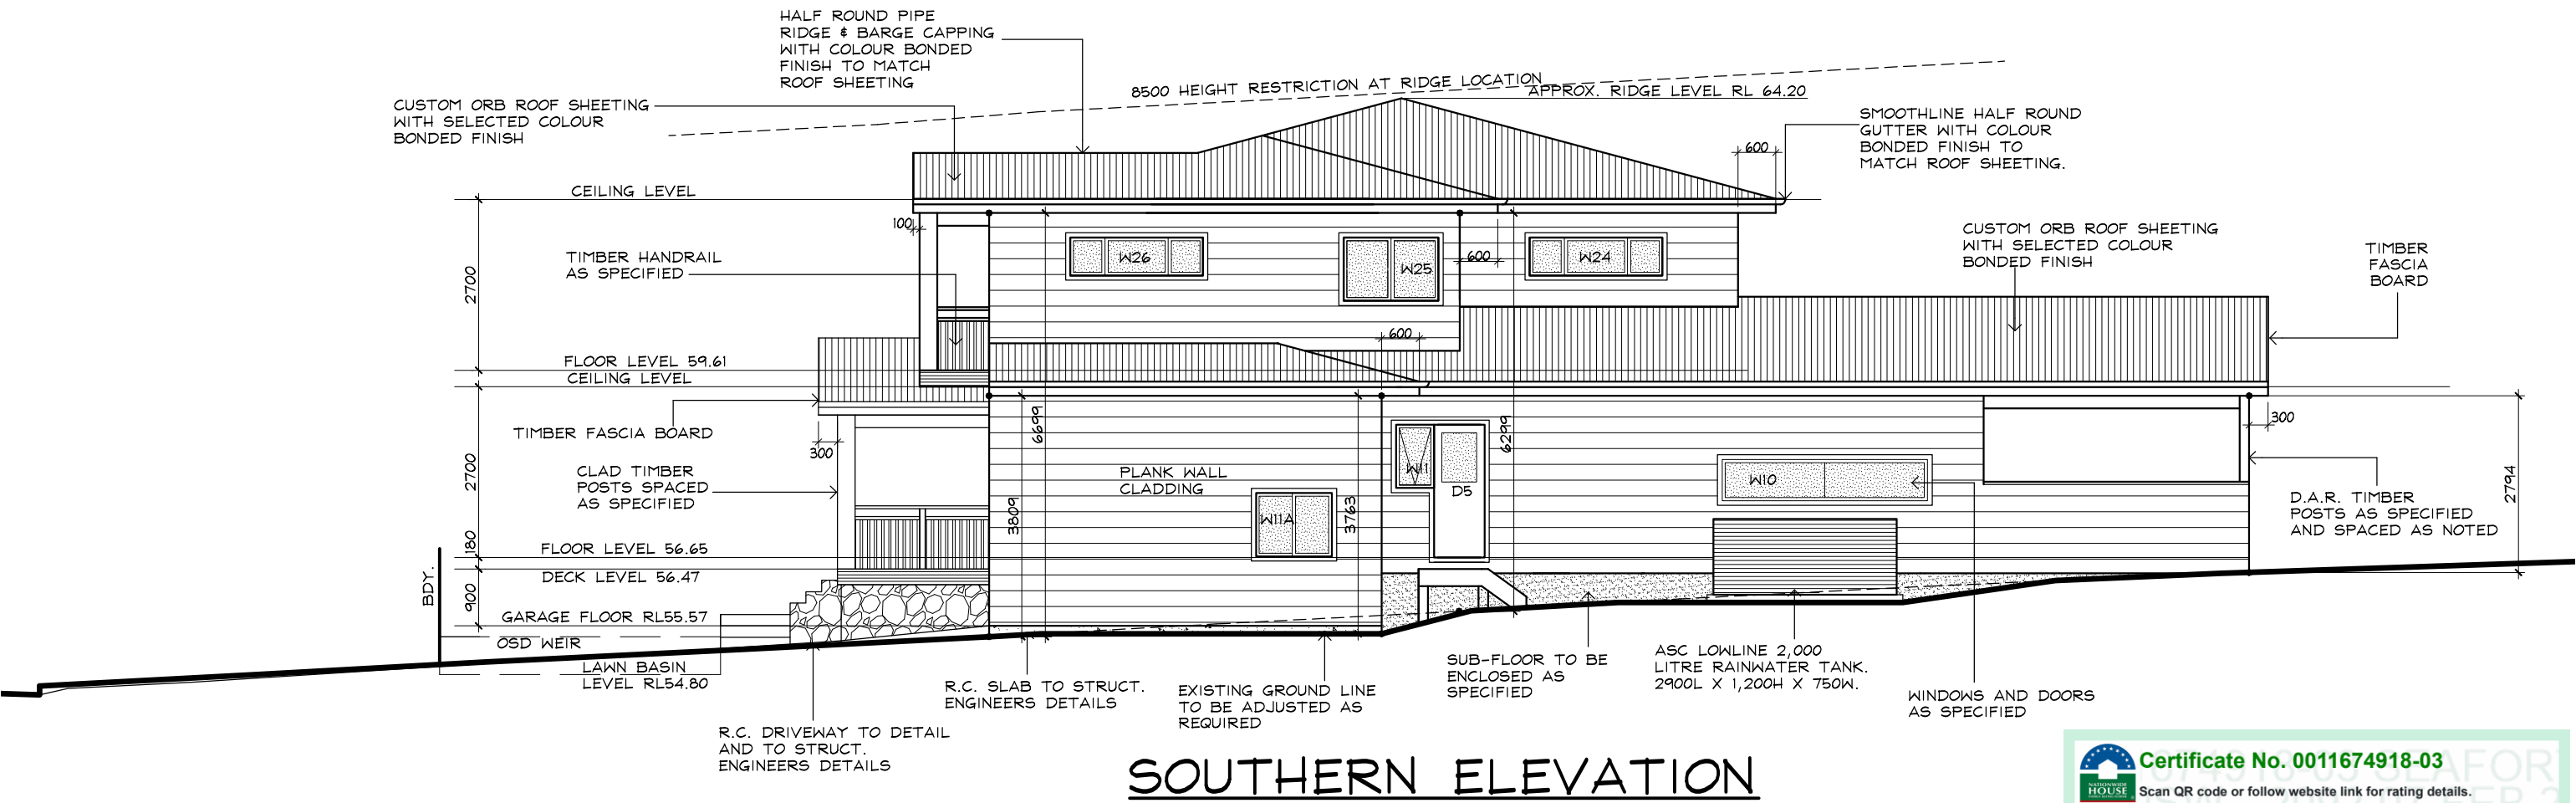 HALF ROUND PIPE
RIDGE & BARGE CAPPING
WITH COLOUR BONDED
FINISH TO MATCH
ROOF SHEETING
CUSTOM ORB ROOF SHEETING
WITH SELECTED COLOUR
BONDED FINISH
8500 HEIGHT RESTRICTION AT RIDGE LOCATION
APPROX. RIDGE LEVEL RL 64.20
SMOOTHLINE HALF ROUND
GUTTER WITH COLOUR
BONDED FINISH TO
MATCH ROOF SHEETING.
600
CEILING LEVEL
100
TIMBER HANDRAIL
AS SPECIFIED
2700
W26
W25
600
W24
CUSTOM ORB ROOF SHEETING
WITH SELECTED COLOUR
BONDED FINISH
TIMBER
FASCIA
BOARD
600
FLOOR LEVEL 59.61
CEILING LEVEL
TIMBER FASCIA BOARD
300
CLAD TIMBER
POSTS SPACED
AS SPECIFIED
2700
6699
3809
PLANK WALL
CLADDING
W11A
3763
W11
D5
6299
W10
300
2794
D.A.R. TIMBER
POSTS AS SPECIFIED
AND SPACED AS NOTED
180
FLOOR LEVEL 56.65
DECK LEVEL 56.47
900
BDY.
GARAGE FLOOR RL55.57
OSD WEIR
LAWN BASIN
LEVEL RL54.80
R.C. DRIVEWAY TO DETAIL
AND TO STRUCT.
ENGINEERS DETAILS
R.C. SLAB TO STRUCT.
ENGINEERS DETAILS
EXISTING GROUND LINE
TO BE ADJUSTED AS
REQUIRED
SUB-FLOOR TO BE
ENCLOSED AS
SPECIFIED
ASC LOWLINE 2,000
LITRE RAINWATER TANK.
2900L X 1,200H X 750W.
WINDOWS AND DOORS
AS SPECIFIED
SOUTHERN ELEVATION
NATIONWIDE
HOUSE
Certificate No. 0011674918-03
Scan QR code or follow website link for rating details.